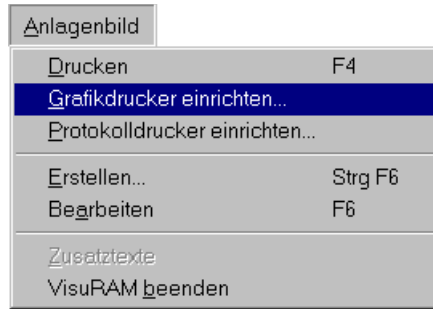 Anlagenbild
Drucken F4
Grafikdrucker einrichten...
Protokolldrucker einrichten...
Erstellen... Strg F6
Bearbeiten F6
Zusatztexte
VisuRAM beenden